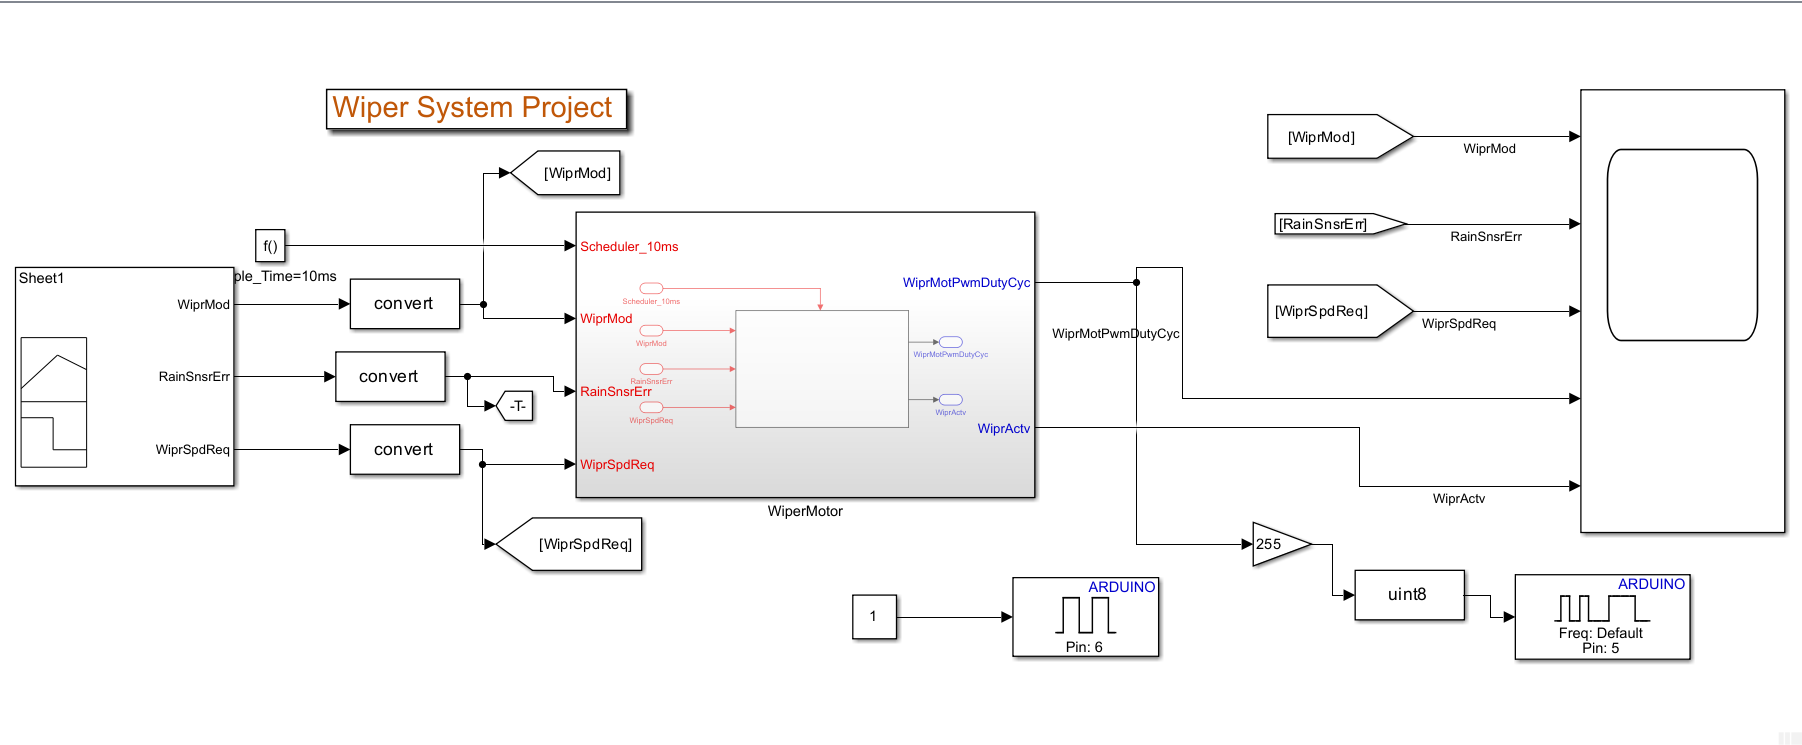 Wiper System Project
[WiprMod]
f()
ple_Time=10ms
Sheet1
WiprMod
RainSnsrErr
WiprSpdReq
convert
convert
convert
-T-
[WiprSpdReq]
Scheduler_10ms
WiprMod
RainSnsrErr
WiprSpdReq
Scheduler_10ms
WiprMod
RainSnsrErr
WiprSpdReq
WiprMotPwmDutyCyc
WiprActv
WiprMotPwmDutyCyc
WiprActv
WiperMotor
WiprMotPwmDutyCyc
[WiprMod]
WiprMod
[RainSnsrErr]
RainSnsrErr
[WiprSpdReq]
WiprSpdReq
WiprActv
1
ARDUINO
Pin: 6
255
uint8
ARDUINO
Freq: Default
Pin: 5